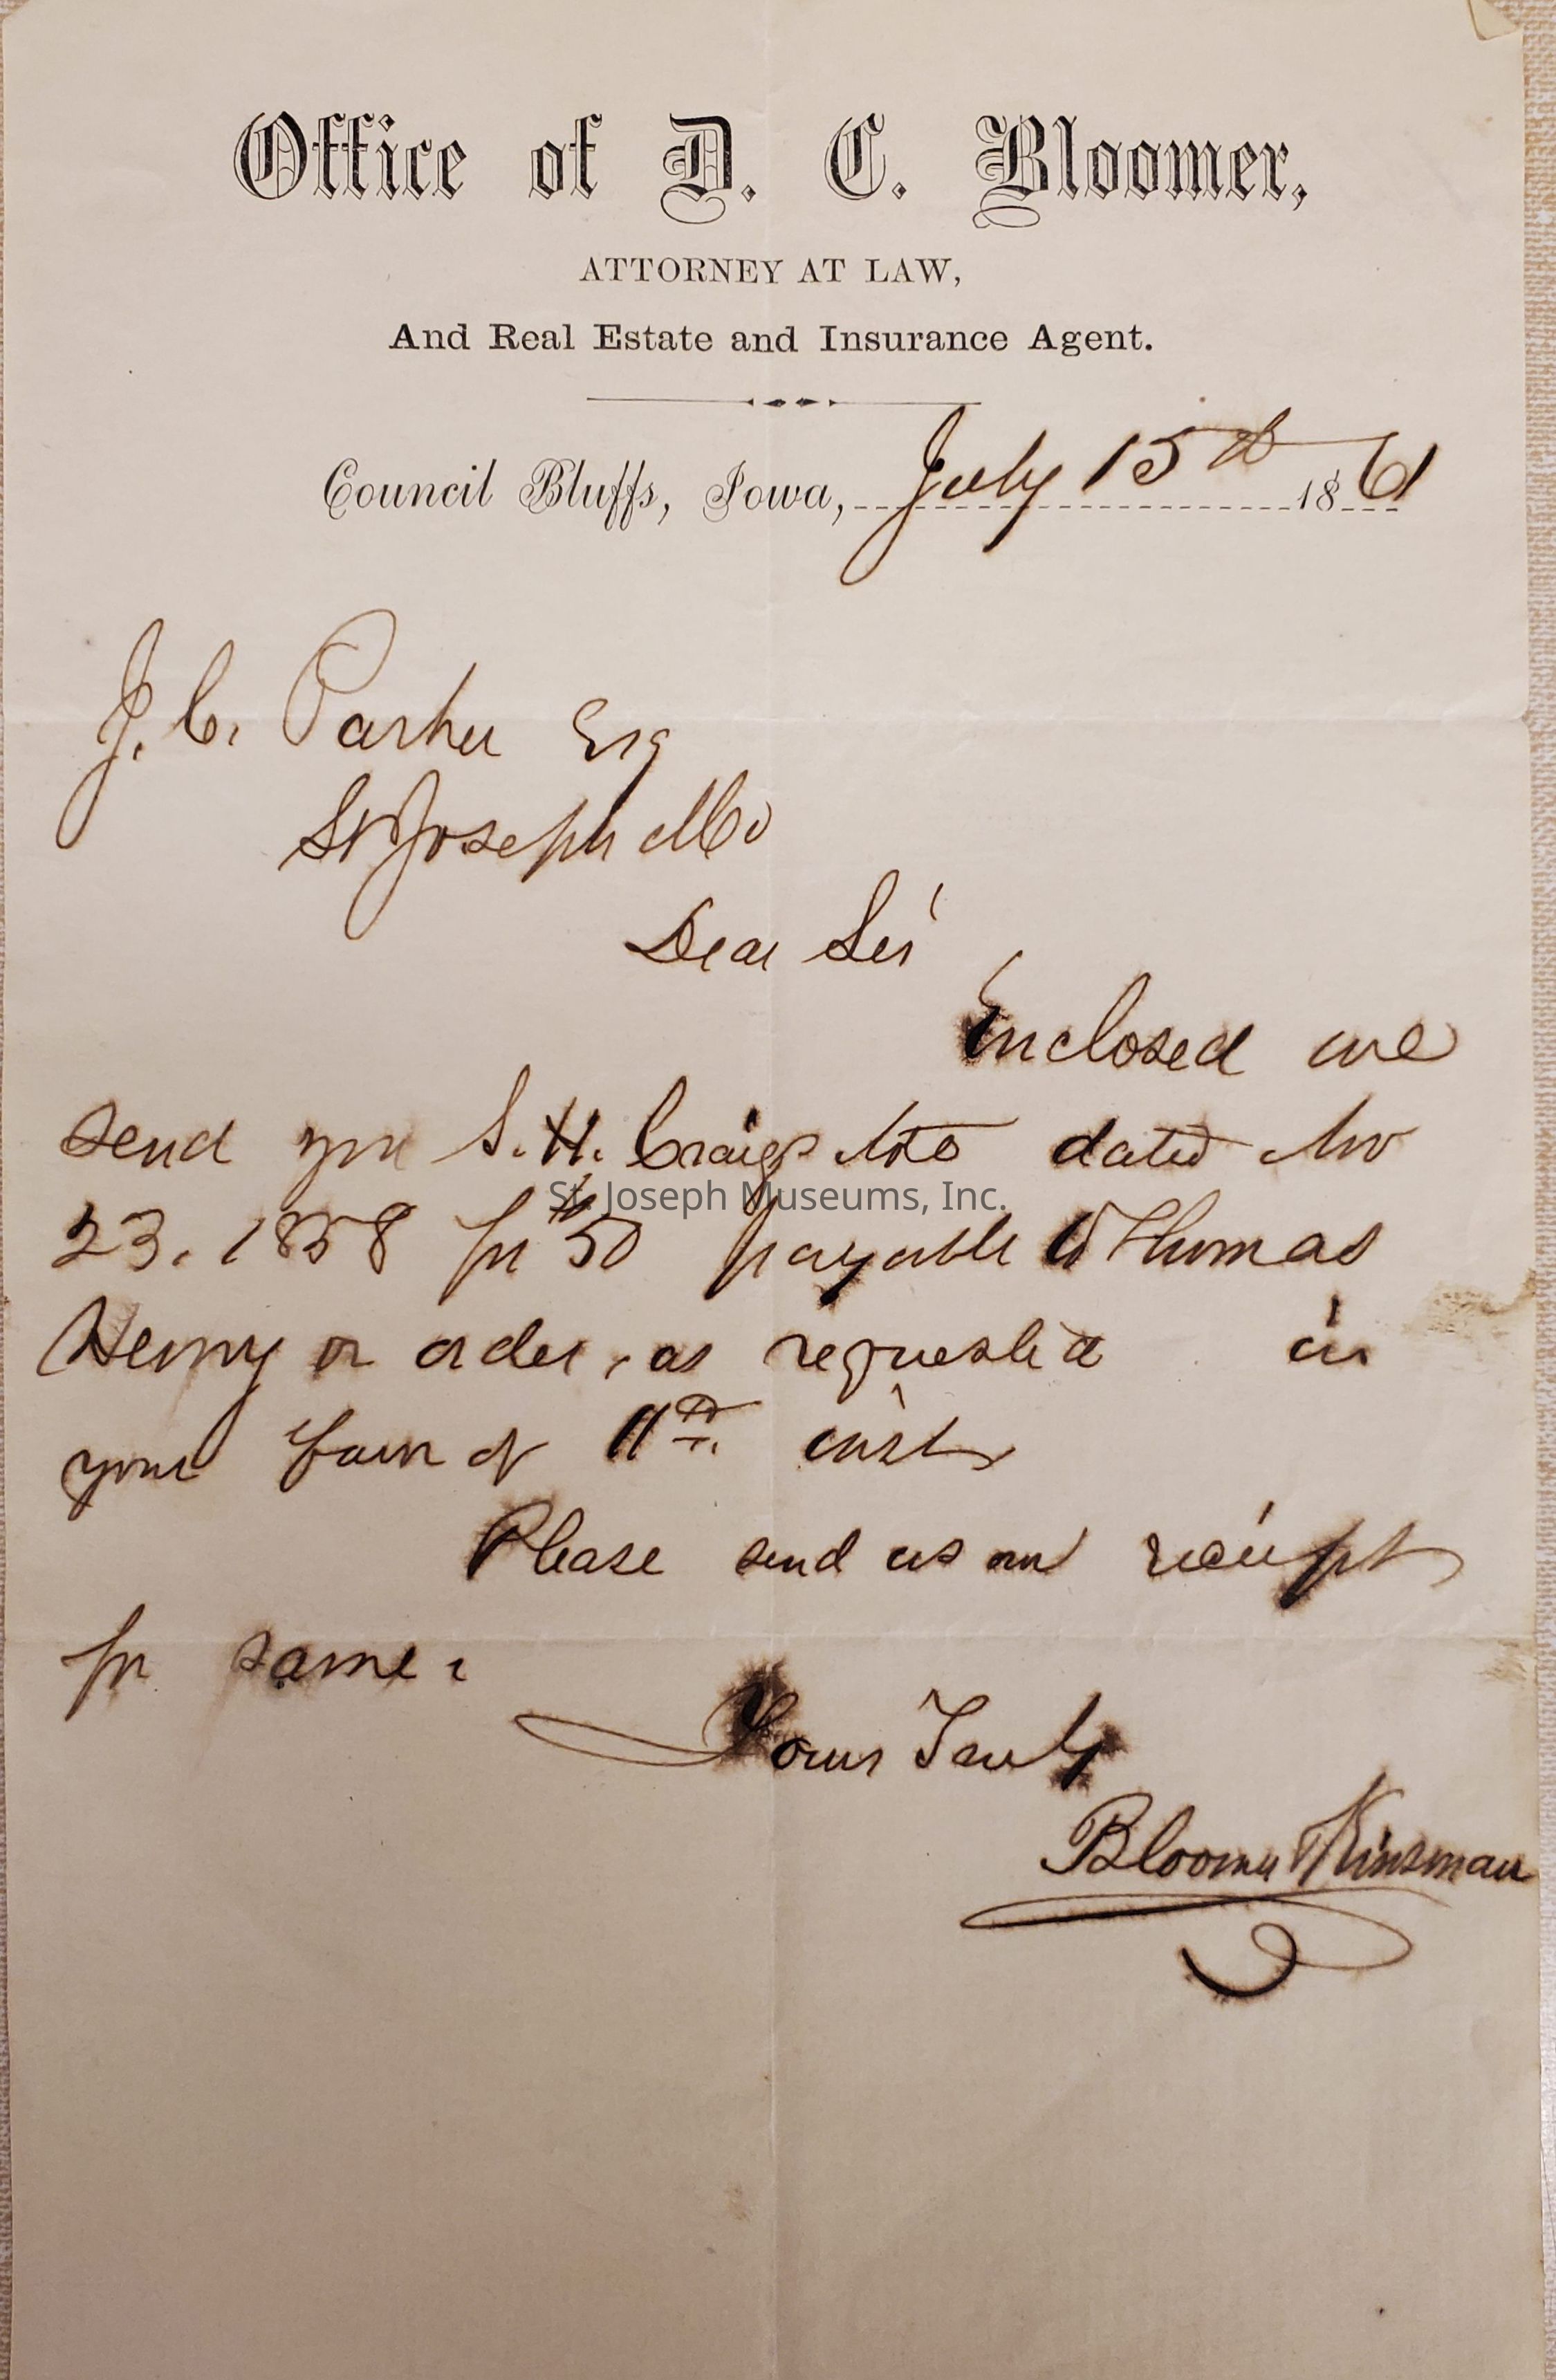 Office of D. C. Bloomer,
ATTORNEY AT LAW,
And Real Estate and Insurance Agent.
Council Bluffs, Iowa, July 15th 1861
J. C. Parker Esq
St Joseph Mo
Dear Sir
Enclosed we
send you S. H. Craigs Note dated Nov
St. Joseph Museums, Inc.
23. 1858 for $50 payable to Thomas
Henry or order, as requested in
your favor of 11th. inst
Please send us our receipt
for same.
Yours Truly
Bloomer Kinsman